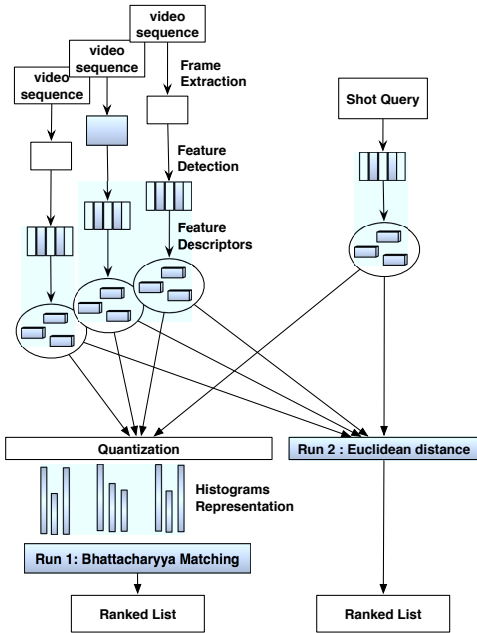 video
sequence
video
sequence
video
sequence
Frame
Extraction
Shot Query
Feature
Detection
Feature
Descriptors
Quantization
Run 2 : Euclidean distance
Histograms
Representation
Run 1: Bhattacharyya Matching
Ranked List
Ranked List